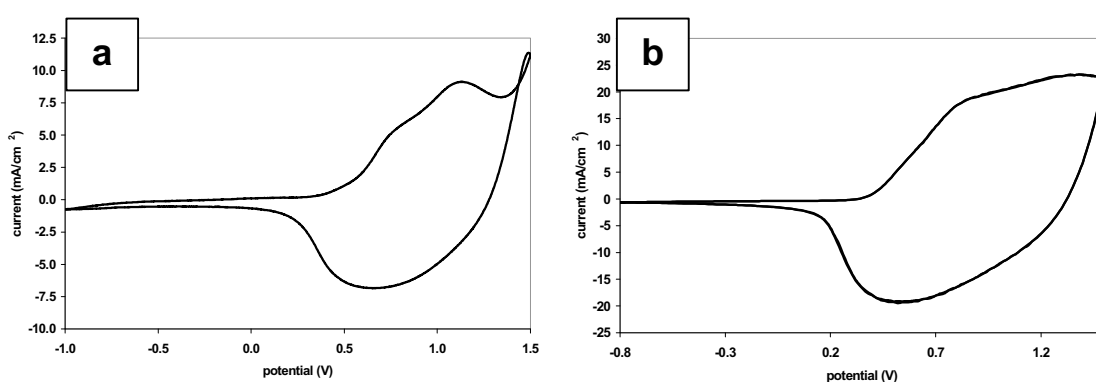 a
12.5
10.0
7.5
5.0
2.5
0.0
-2.5
-5.0
-7.5
-10.0
current (mA/cm ²)
-1.0 -0.5 0.0 0.5 1.0 1.5
potential (V)
b
30
25
20
15
10
5
0
-5
-10
-15
-20
-25
current (mA/cm ²)
-0.8 -0.3 0.2 0.7 1.2
potential (V)